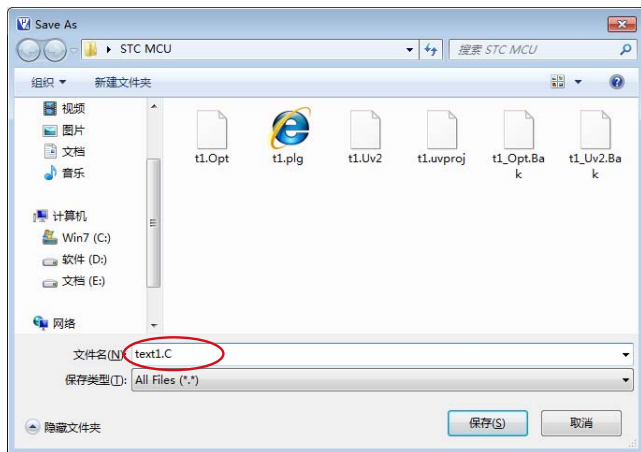 Save As
STC MCU
搜索 STC MCU
组织
新建文件夹
视频
图片
文档
音乐
计算机
Win7 (C:)
软件 (D:)
文档 (E:)
网络
t1.Opt
t1.plg
t1.Uv2
t1.uvproj
t1_Opt.Ba
k
t1_Uv2.Ba
k
文件名(N): text1.C
保存类型(T): All Files (*.*)
隐藏文件夹
保存(S)
取消